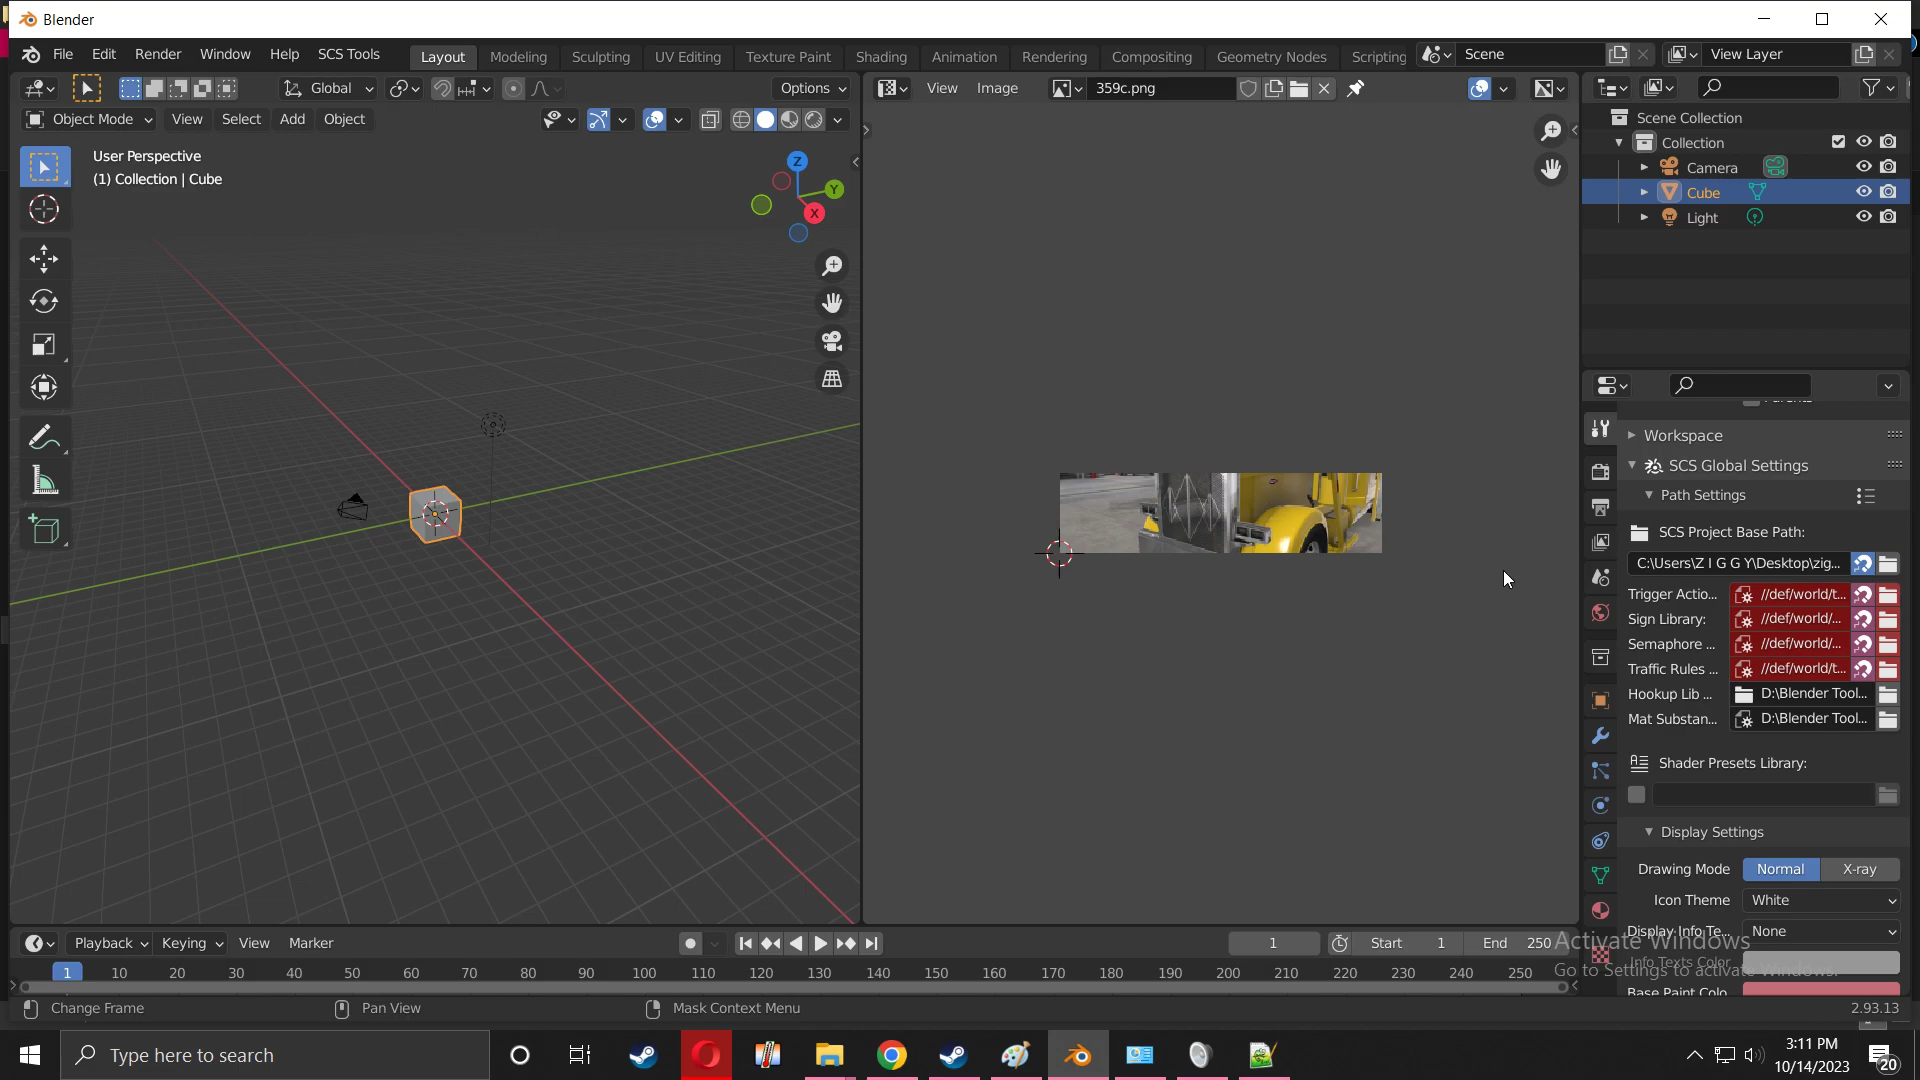 Blender
File Edit Render Window Help SCS Tools Layout Modeling Sculpting UV Editing Texture Paint Shading Animation Rendering Compositing Geometry Nodes Scripting Scene View Layer
Global Options View Image 359c.png
Object Mode View Select Add Object
User Perspective
(1) Collection | Cube
Z
Y
X
Scene Collection
Collection
Camera
Cube
Light
Workspace
SCS Global Settings
Path Settings
SCS Project Base Path:
C:\Users\Z I G G Y\Desktop\zig...
Trigger Actio... //def/world/t...
Sign Library: //def/world/...
Semaphore ... //def/world/...
Traffic Rules ... //def/world/t...
Hookup Lib ... D:\Blender Tool...
Mat Substan... D:\Blender Tool...
Shader Presets Library:
Display Settings
Drawing Mode Normal X-ray
Icon Theme White
Display Info Te... None
Info Texts Color
Base Paint Colo
Activate Windows
Go to Settings to activate Windows.
Playback Keying View Marker 1 Start 1 End 250
1 10 20 30 40 50 60 70 80 90 100 110 120 130 140 150 160 170 180 190 200 210 220 230 240 250
Change Frame Pan View Mask Context Menu 2.93.13
Type here to search
3:11 PM
10/14/2023
20